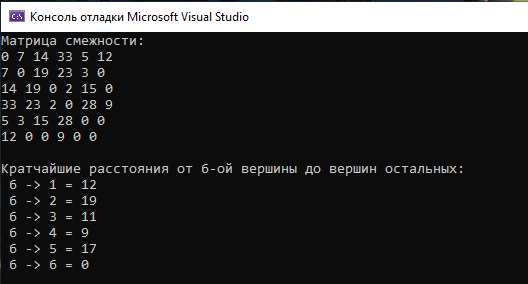 Консоль отладки Microsoft Visual Studio
Матрица смежности:
0 7 14 33 5 12
7 0 19 23 3 0
14 19 0 2 15 0
33 23 2 0 28 9
5 3 15 28 0 0
12 0 0 9 0 0
Кратчайшие расстояния от 6-ой вершины до вершин остальных:
6 -> 1 = 12
6 -> 2 = 19
6 -> 3 = 11
6 -> 4 = 9
6 -> 5 = 17
6 -> 6 = 0